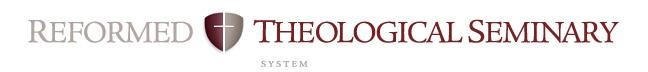 REFORMED THEOLOGICAL SEMINARY
SYSTEM